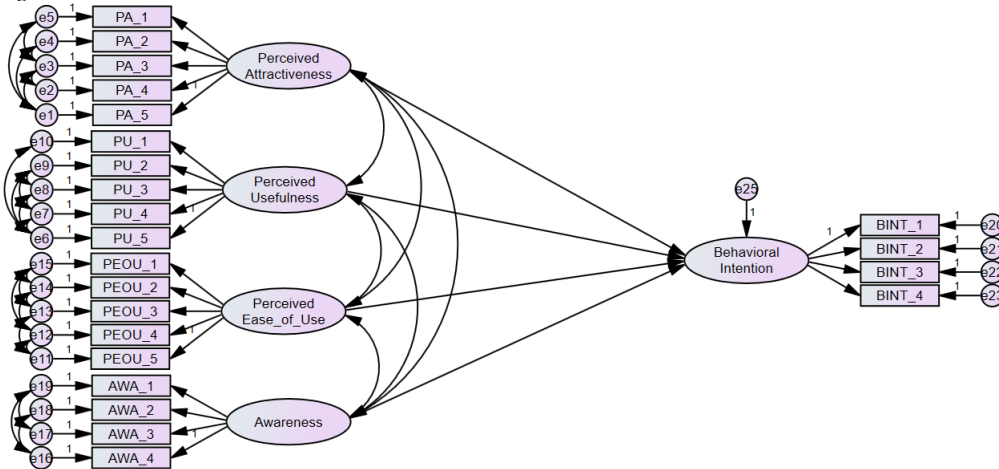 e5 1 PA_1
e4 1 PA_2
e3 1 PA_3
e2 1 PA_4
e1 1 PA_5
1
Perceived
Attractiveness
e10 1 PU_1
e9 1 PU_2
e8 1 PU_3
e7 1 PU_4
e6 1 PU_5
1
Perceived
Usefulness
e15 1 PEOU_1
e14 1 PEOU_2
e13 1 PEOU_3
e12 1 PEOU_4
e11 1 PEOU_5
1
Perceived
Ease_of_Use
e19 1 AWA_1
e18 1 AWA_2
e17 1 AWA_3
e16 1 AWA_4
1
Awareness
e25
1
Behavioral
Intention
1
BINT_1 1 e20
BINT_2 1 e21
BINT_3 1 e22
BINT_4 1 e23